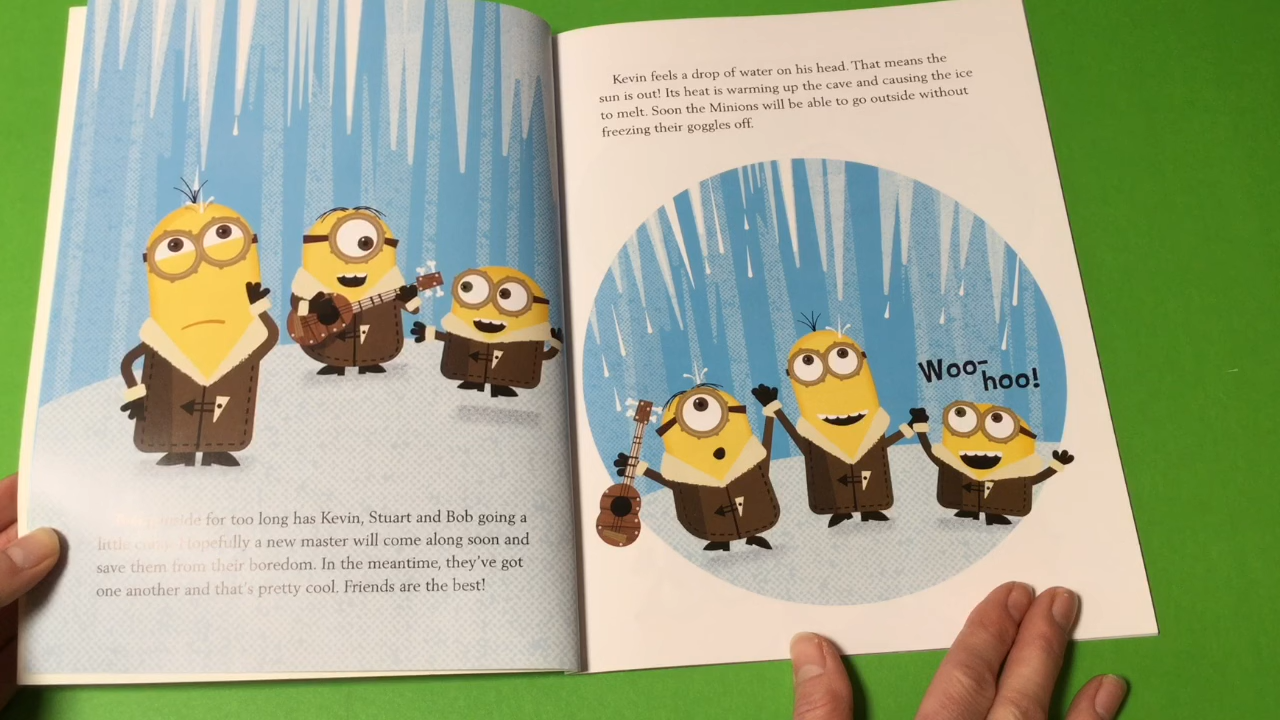 inside for too long has Kevin, Stuart and Bob going a
little Hopefully a new master will come along soon and
save them from their boredom. In the meantime, they've got
one another and that's pretty cool. Friends are the best!
Kevin feels a drop of water on his head. That means the
sun is out! Its heat is warming up the cave and causing the ice
to melt. Soon the Minions will be able to go outside without
freezing their goggles off.
Woo-
hoo!